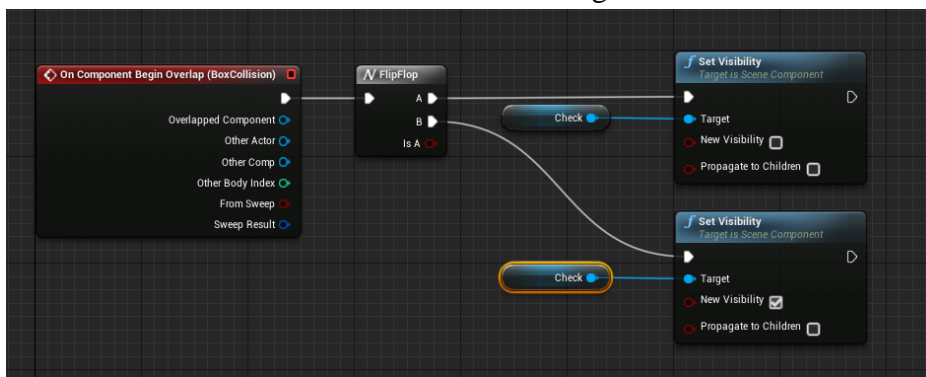 On Component Begin Overlap (BoxCollision)
Overlapped Component
Other Actor
Other Comp
Other Body Index
From Sweep
Sweep Result
FlipFlop
A
B
Is A
Check
Check
Set Visibility
Target is Scene Component
Target
New Visibility
Propagate to Children
Set Visibility
Target is Scene Component
Target
New Visibility
Propagate to Children